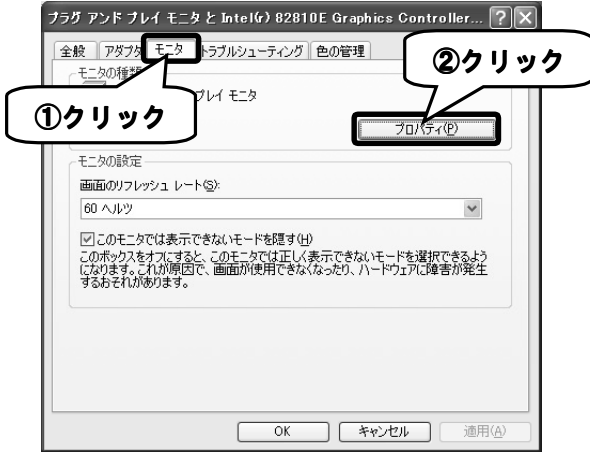 プラグ アンド プレイ モニタ と Intel(r) 82810E Graphics Controller...
全般 アダプタ モニタ トラブルシューティング 色の管理
②クリック
モニタの種類
プレイ モニタ
①クリック
プロパティ(P)
モニタの設定
画面のリフレッシュ レート(S):
60 ヘルツ
このモニタでは表示できないモードを隠す(H)
このボックスをオフにすると、このモニタでは正しく表示できないモードを選択できるよう
になります。これが原因で、画面が使用できなくなったり、ハードウェアに障害が発生
するおそれがあります。
OK キャンセル 適用(A)